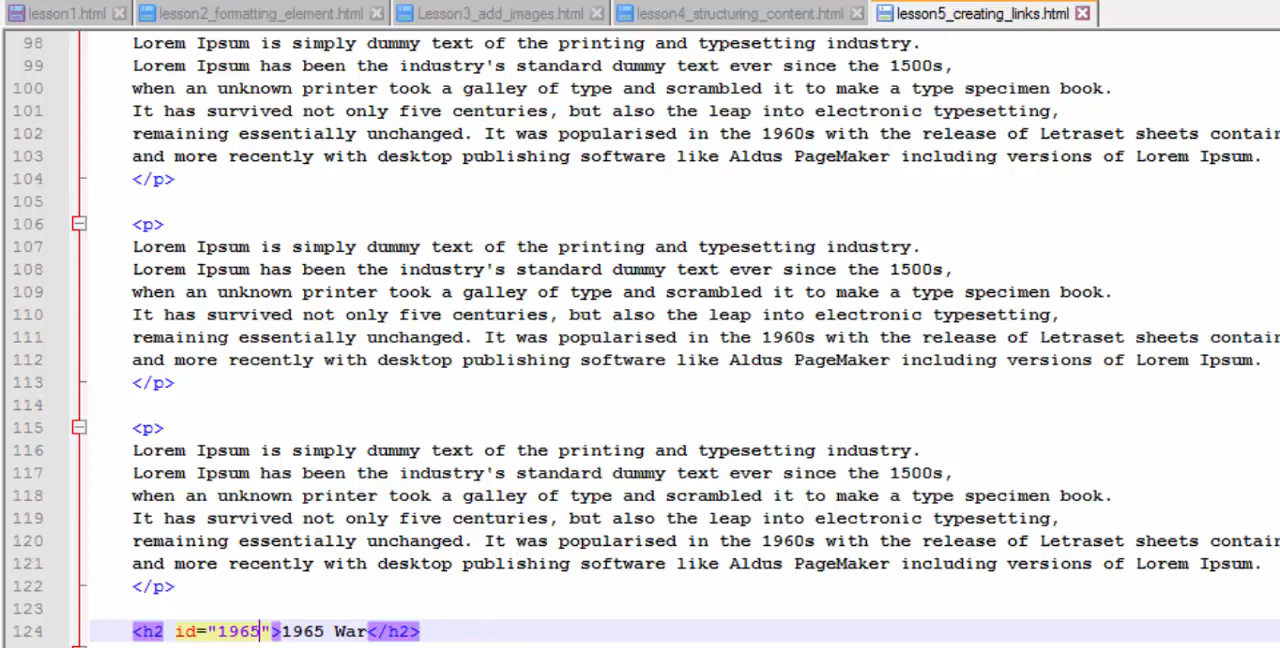 lesson1.html lesson2_formatting_element.html Lesson3_add_images.html lesson4_structuring_content.html lesson5_creating_links.html
98 Lorem Ipsum is simply dummy text of the printing and typesetting industry.
99 Lorem Ipsum has been the industry's standard dummy text ever since the 1500s,
100 when an unknown printer took a galley of type and scrambled it to make a type specimen book.
101 It has survived not only five centuries, but also the leap into electronic typesetting,
102 remaining essentially unchanged. It was popularised in the 1960s with the release of Letraset sheets contain
103 and more recently with desktop publishing software like Aldus PageMaker including versions of Lorem Ipsum.
104 </p>
105
106 <p>
107 Lorem Ipsum is simply dummy text of the printing and typesetting industry.
108 Lorem Ipsum has been the industry's standard dummy text ever since the 1500s,
109 when an unknown printer took a galley of type and scrambled it to make a type specimen book.
110 It has survived not only five centuries, but also the leap into electronic typesetting,
111 remaining essentially unchanged. It was popularised in the 1960s with the release of Letraset sheets contain
112 and more recently with desktop publishing software like Aldus PageMaker including versions of Lorem Ipsum.
113 </p>
114
115 <p>
116 Lorem Ipsum is simply dummy text of the printing and typesetting industry.
117 Lorem Ipsum has been the industry's standard dummy text ever since the 1500s,
118 when an unknown printer took a galley of type and scrambled it to make a type specimen book.
119 It has survived not only five centuries, but also the leap into electronic typesetting,
120 remaining essentially unchanged. It was popularised in the 1960s with the release of Letraset sheets contain
121 and more recently with desktop publishing software like Aldus PageMaker including versions of Lorem Ipsum.
122 </p>
123
124 <h2 id="1965">1965 War</h2>